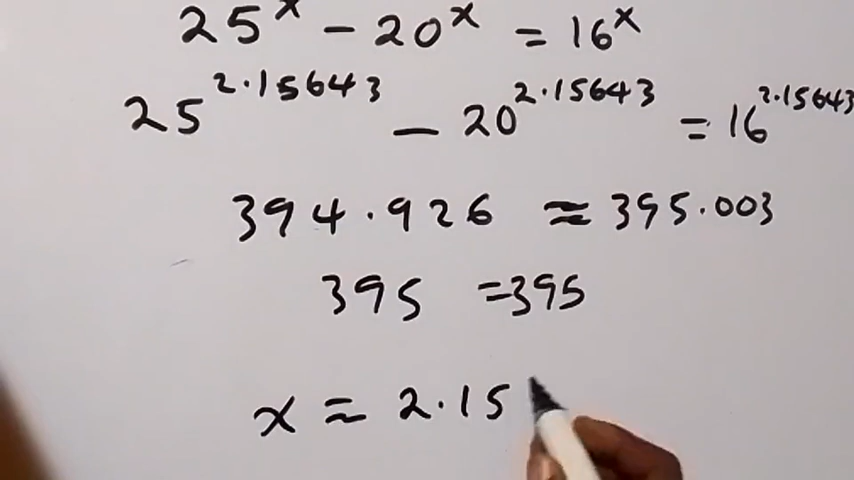 25^x - 20^x = 16^x
25^2.15643 - 20^2.15643 = 16^2.15643
394.926 ≈ 395.003
395 = 395
x ≈ 2.15